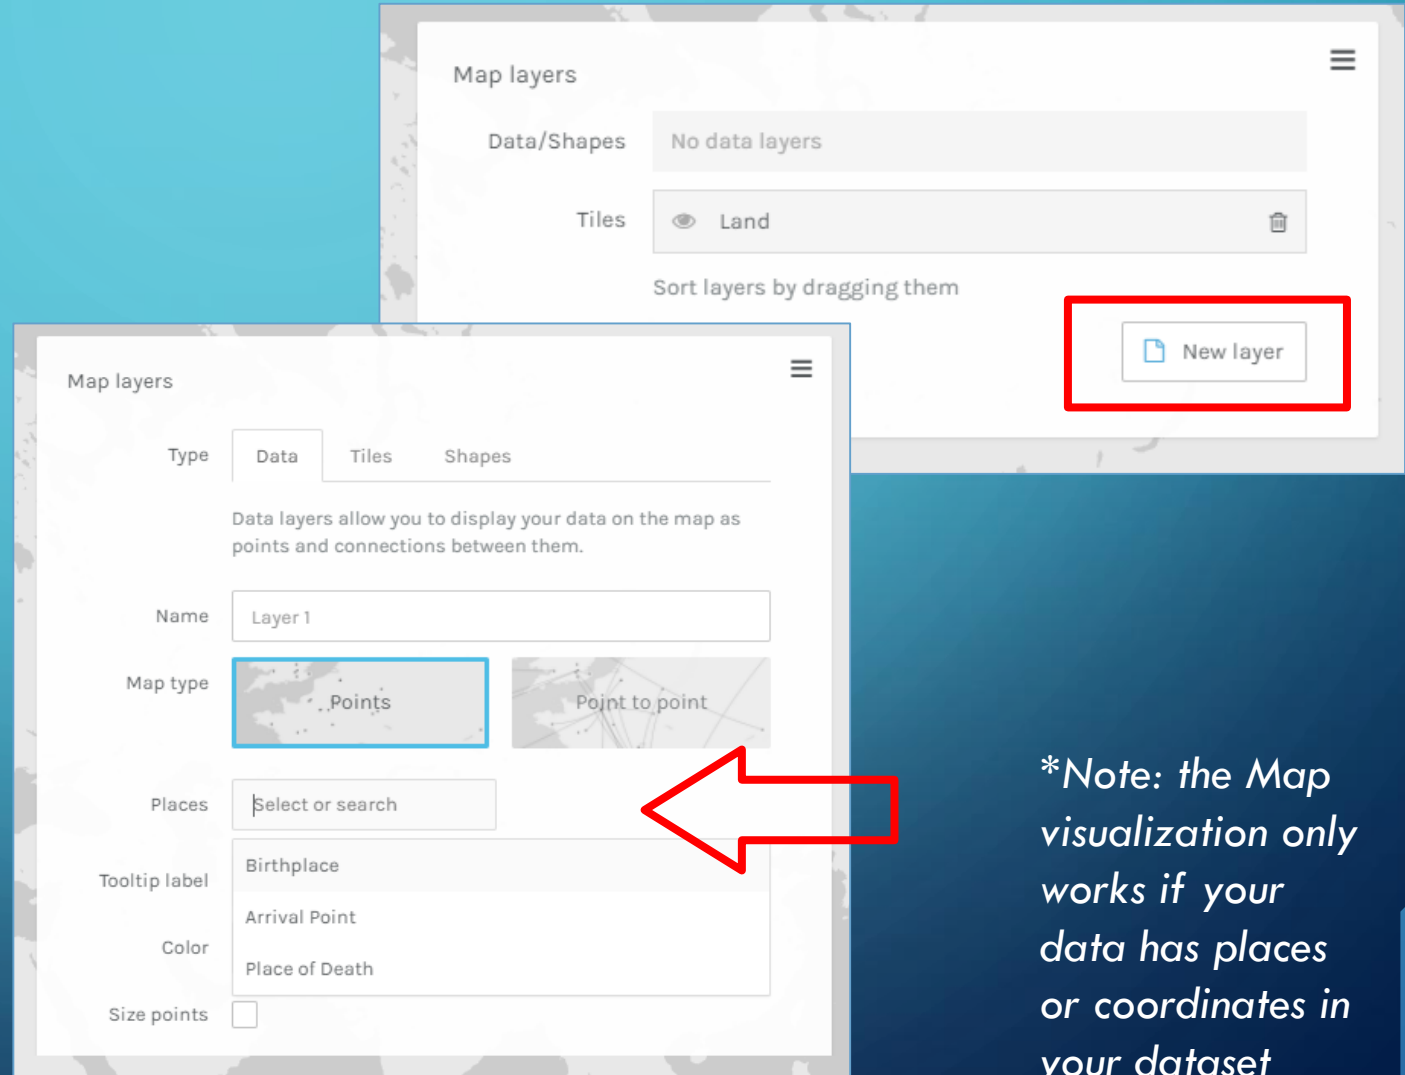 Map layers
Data/Shapes No data layers
Tiles Land
Sort layers by dragging them
New layer
Map layers
Type Data Tiles Shapes
Data layers allow you to display your data on the map as
points and connections between them.
Name Layer 1
Map type Points Point to point
Places Select or search
Birthplace
Tooltip label
Arrival Point
Color
Place of Death
Size points
*Note: the Map
visualization only
works if your
data has places
or coordinates in
your dataset